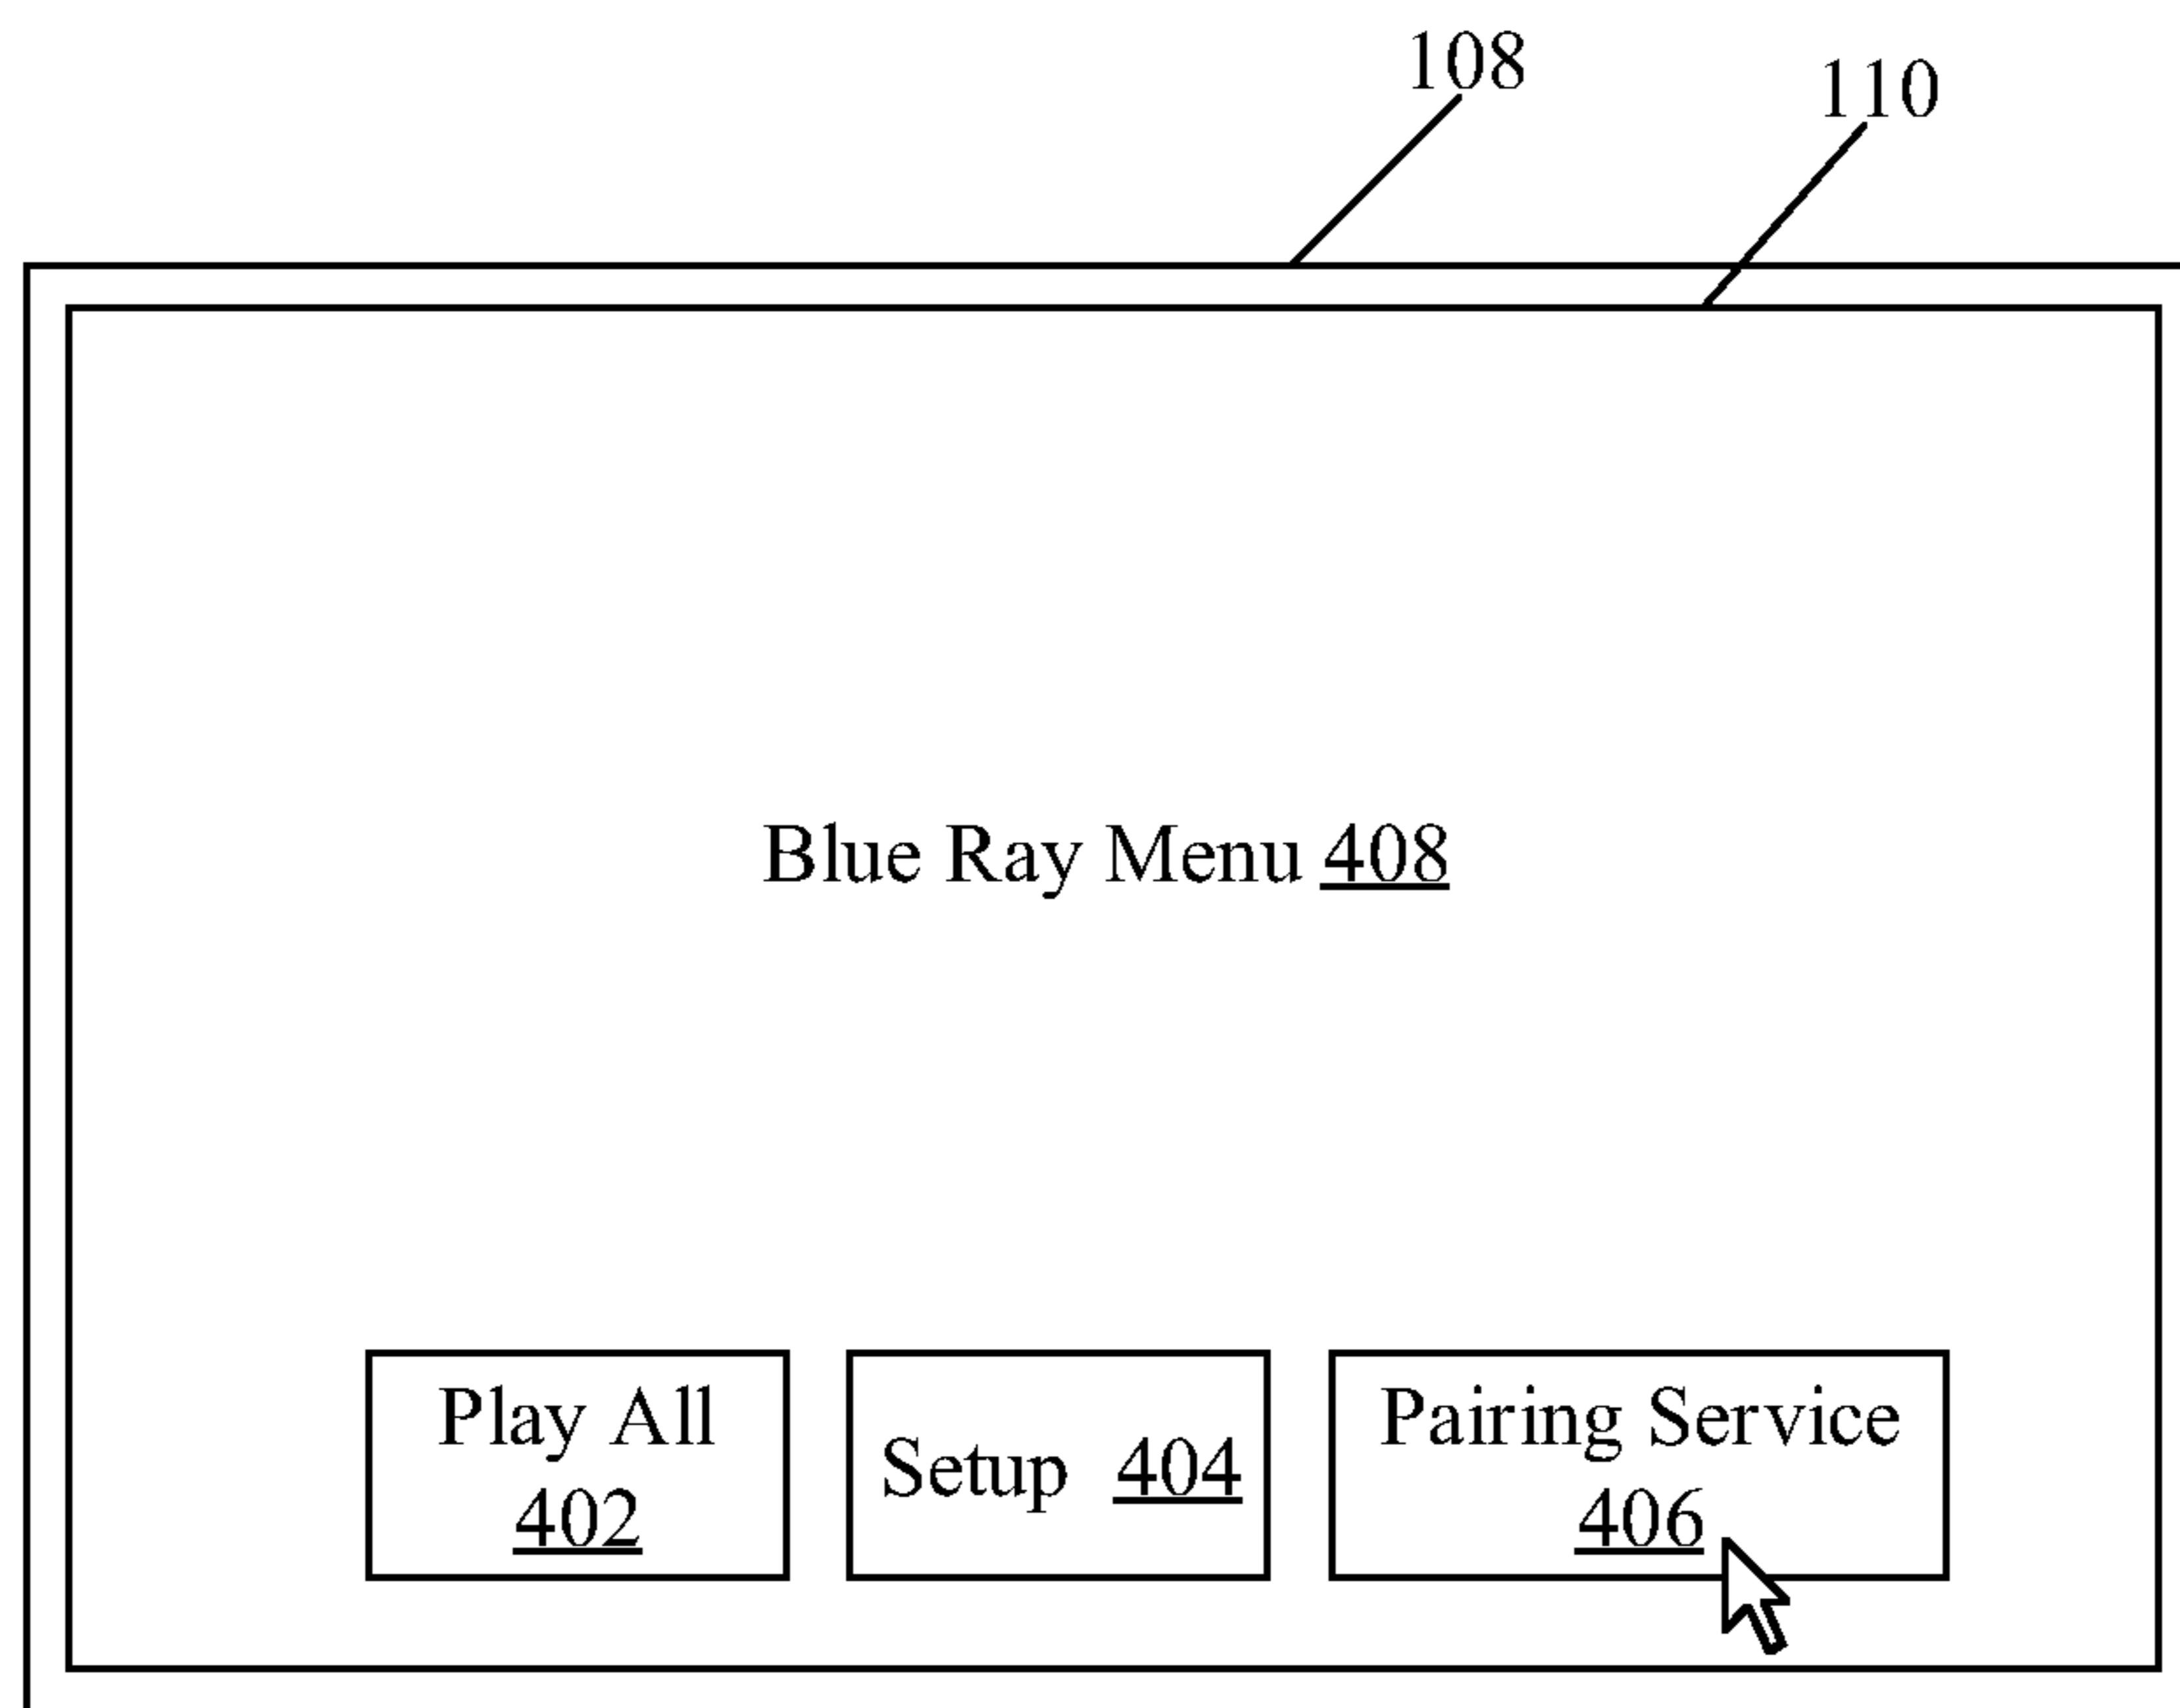 108
110
Blue Ray Menu 408
Play All
402
Setup 404
Pairing Service
406